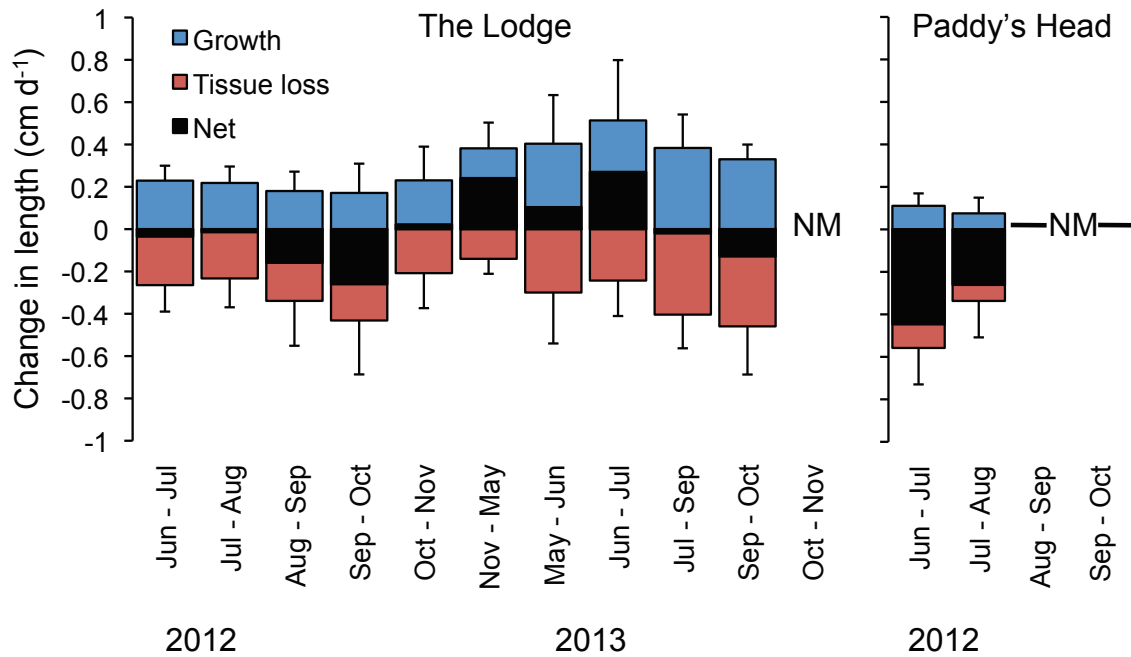 The Lodge
Paddy’s Head
Growth
Tissue loss
Net
Change in length (cm d-1)
1
0.8
0.6
0.4
0.2
0
-0.2
-0.4
-0.6
-0.8
-1
NM
NM
Jun - Jul
Jul - Aug
Aug - Sep
Sep - Oct
Oct - Nov
Nov - May
May - Jun
Jun - Jul
Jul - Sep
Sep - Oct
Oct - Nov
Jun - Jul
Jul - Aug
Aug - Sep
Sep - Oct
2012
2013
2012